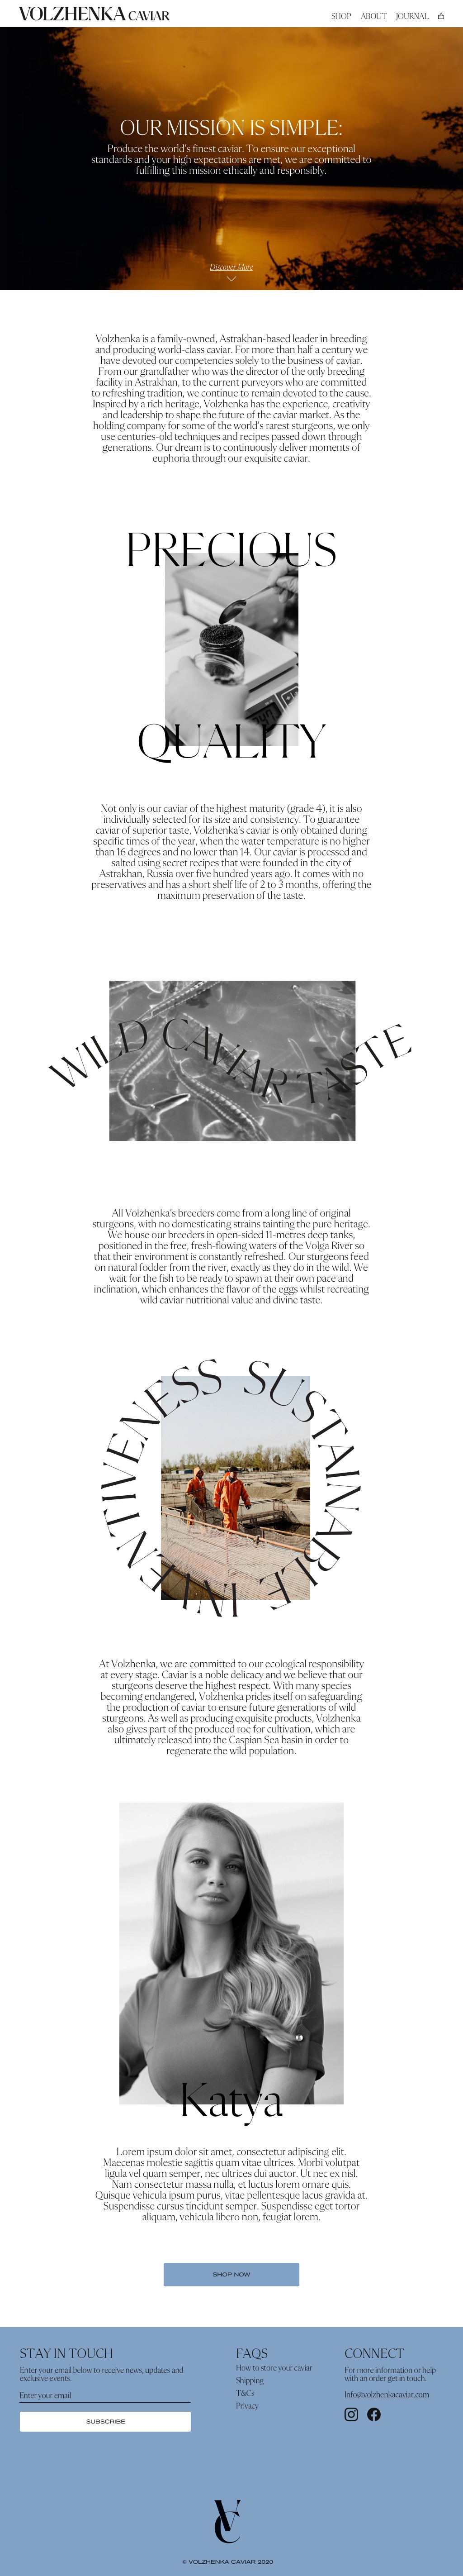 VOLZHENKA CAVIAR
SHOP ABOUT JOURNAL
OUR MISSION IS SIMPLE:
Produce the world's finest caviar. To ensure our exceptional
standards and your high expectations are met, we are committed to
fulfilling this mission ethically and responsibly.
Discover More
Volzhenka is a family-owned, Astrakhan-based leader in breeding
and producing world-class caviar. For more than half a century we
have devoted our competencies solely to the business of caviar.
From our grandfather who was the director of the only breeding
facility in Astrakhan, to the current purveyors who are committed
to refreshing tradition, we continue to remain devoted to the cause.
Inspired by a rich heritage, Volzhenka has the experience, creativity
and leadership to shape the future of the caviar market. As the
holding company for some of the world's rarest sturgeons, we only
use centuries-old techniques and recipes passed down through
generations. Our dream is to continuously deliver moments of
euphoria through our exquisite caviar.
PRECIOUS
QUALITY
Not only is our caviar of the highest maturity (grade 4), it is also
individually selected for its size and consistency. To guarantee
caviar of superior taste, Volzhenka's caviar is only obtained during
specific times of the year, when the water temperature is no higher
than 16 degrees and no lower than 14. Our caviar is processed and
salted using secret recipes that were founded in the city of
Astrakhan, Russia over five hundred years ago. It comes with no
preservatives and has a short shelf life of 2 to 3 months, offering the
maximum preservation of the taste.
WILD CAVIAR TASTE
All Volzhenka's breeders come from a long line of original
sturgeons, with no domesticating strains tainting the pure heritage.
We house our breeders in open-sided 11-metres deep tanks,
positioned in the free, fresh-flowing waters of the Volga River so
that their environment is constantly refreshed. Our sturgeons feed
on natural fodder from the river, exactly as they do in the wild. We
wait for the fish to be ready to spawn at their own pace and
inclination, which enhances the flavor of the eggs whilst recreating
wild caviar nutritional value and divine taste.
SUSTAINABLE INVENTIVENESS
At Volzhenka, we are committed to our ecological responsibility
at every stage. Caviar is a noble delicacy and we believe that our
sturgeons deserve the highest respect. With many species
becoming endangered, Volzhenka prides itself on safeguarding
the production of caviar to ensure future generations of wild
sturgeons. As well as producing exquisite products, Volzhenka
also gives part of the produced roe for cultivation, which are
ultimately released into the Caspian Sea basin in order to
regenerate the wild population.
Katya
Lorem ipsum dolor sit amet, consectetur adipiscing elit.
Maecenas molestie sagittis quam vitae ultrices. Morbi volutpat
ligula vel quam semper, nec ultrices dui auctor. Ut nec ex nisl.
Nam consectetur massa nulla, et luctus lorem ornare quis.
Quisque vehicula ipsum purus, vitae pellentesque lacus gravida at.
Suspendisse cursus tincidunt semper. Suspendisse eget tortor
aliquam, vehicula libero non, feugiat lorem.
SHOP NOW
STAY IN TOUCH
Enter your email below to receive news, updates and
exclusive events.
Enter your email
SUBSCRIBE
FAQS
How to store your caviar
Shipping
T&Cs
Privacy
CONNECT
For more information or help
with an order get in touch.
Info@volzhenkacaviar.com
VC
© VOLZHENKA CAVIAR 2020